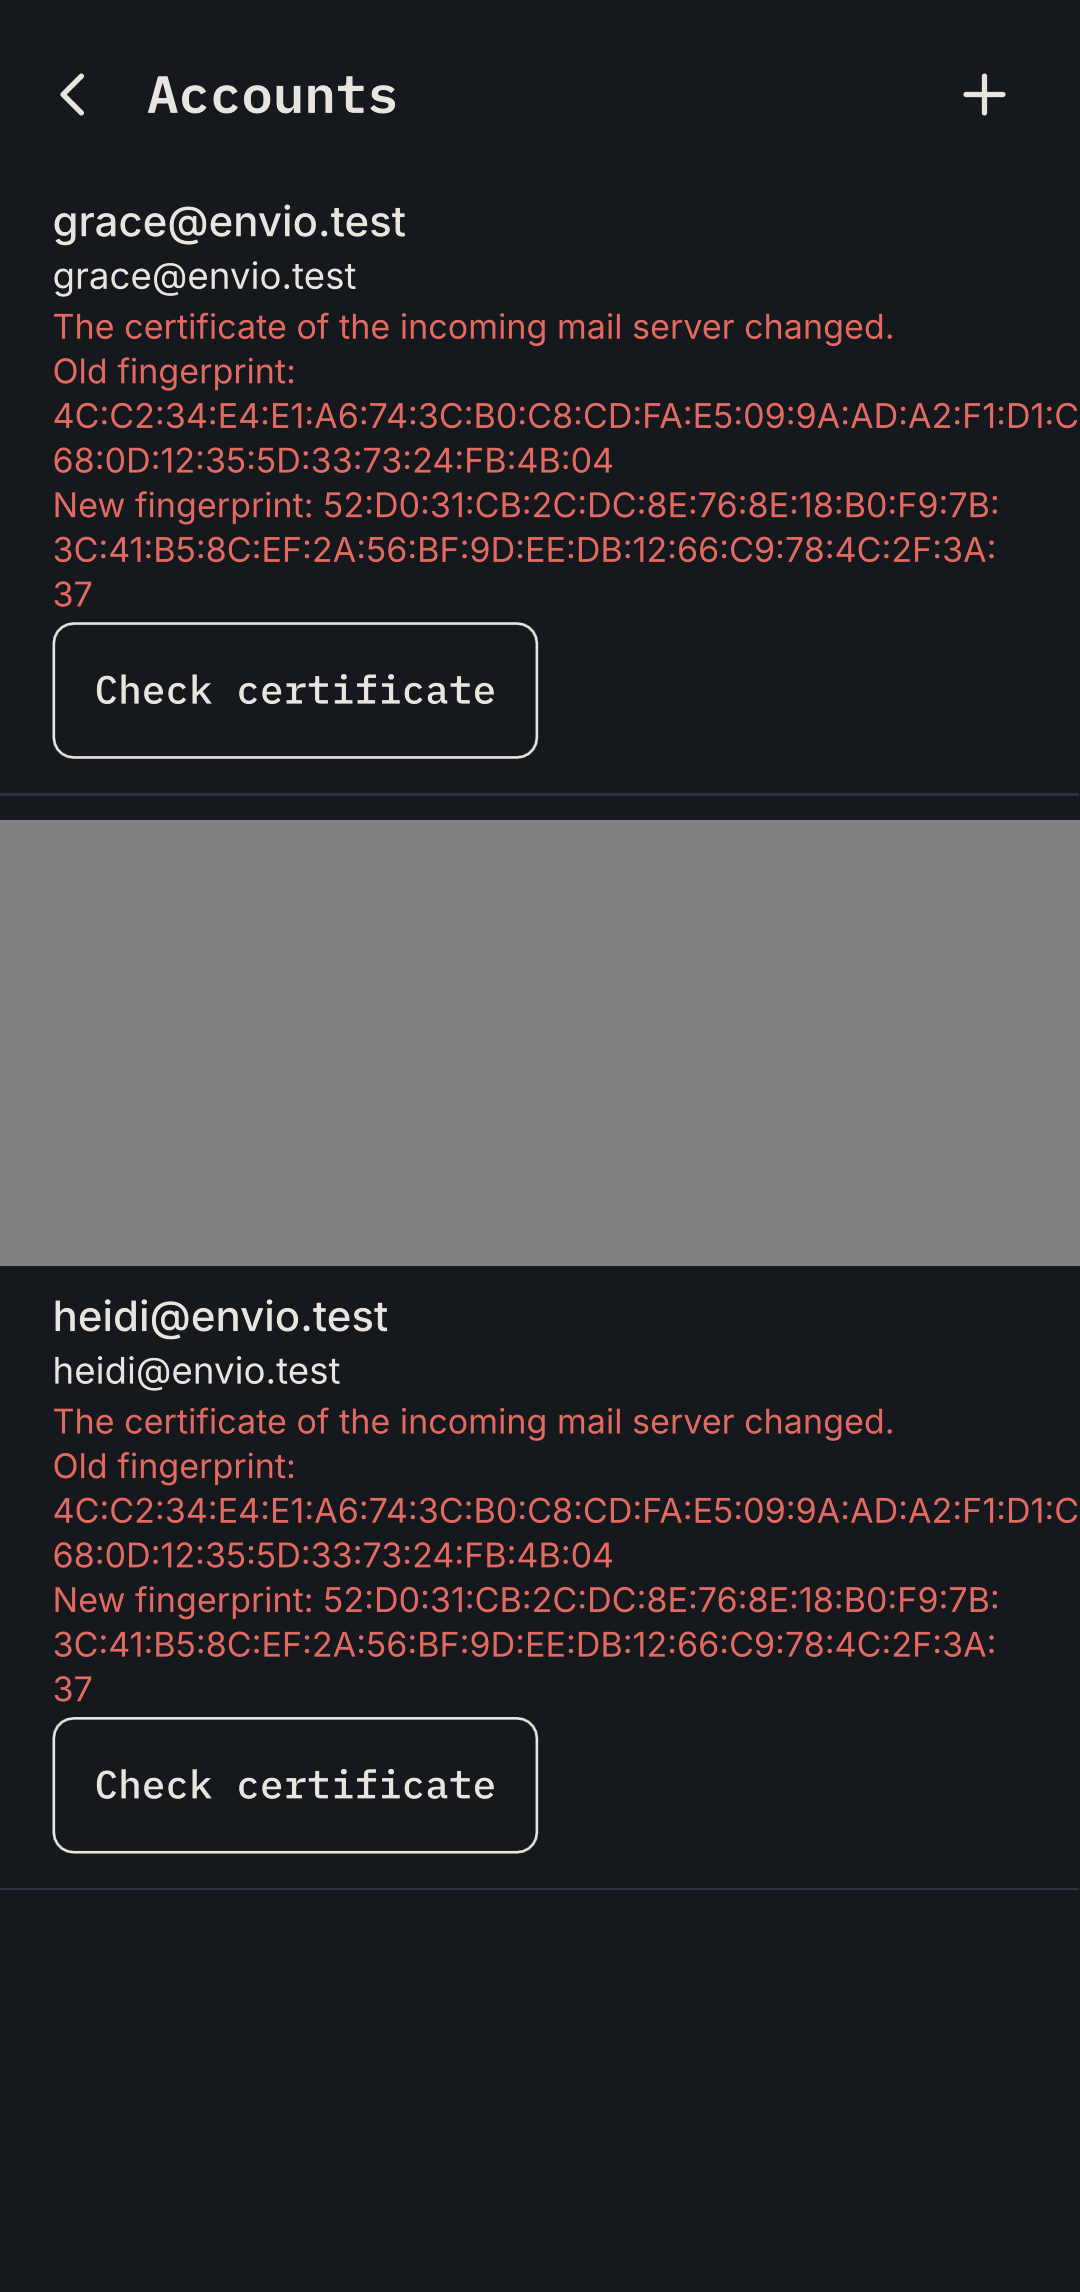 Accounts
grace@envio.test
grace@envio.test
The certificate of the incoming mail server changed.
Old fingerprint:
4C:C2:34:E4:E1:A6:74:3C:B0:C8:CD:FA:E5:09:9A:AD:A2:F1:D1:C
68:0D:12:35:5D:33:73:24:FB:4B:04
New fingerprint: 52:D0:31:CB:2C:DC:8E:76:8E:18:B0:F9:7B:
3C:41:B5:8C:EF:2A:56:BF:9D:EE:DB:12:66:C9:78:4C:2F:3A:
37
Check certificate
heidi@envio.test
heidi@envio.test
The certificate of the incoming mail server changed.
Old fingerprint:
4C:C2:34:E4:E1:A6:74:3C:B0:C8:CD:FA:E5:09:9A:AD:A2:F1:D1:C
68:0D:12:35:5D:33:73:24:FB:4B:04
New fingerprint: 52:D0:31:CB:2C:DC:8E:76:8E:18:B0:F9:7B:
3C:41:B5:8C:EF:2A:56:BF:9D:EE:DB:12:66:C9:78:4C:2F:3A:
37
Check certificate